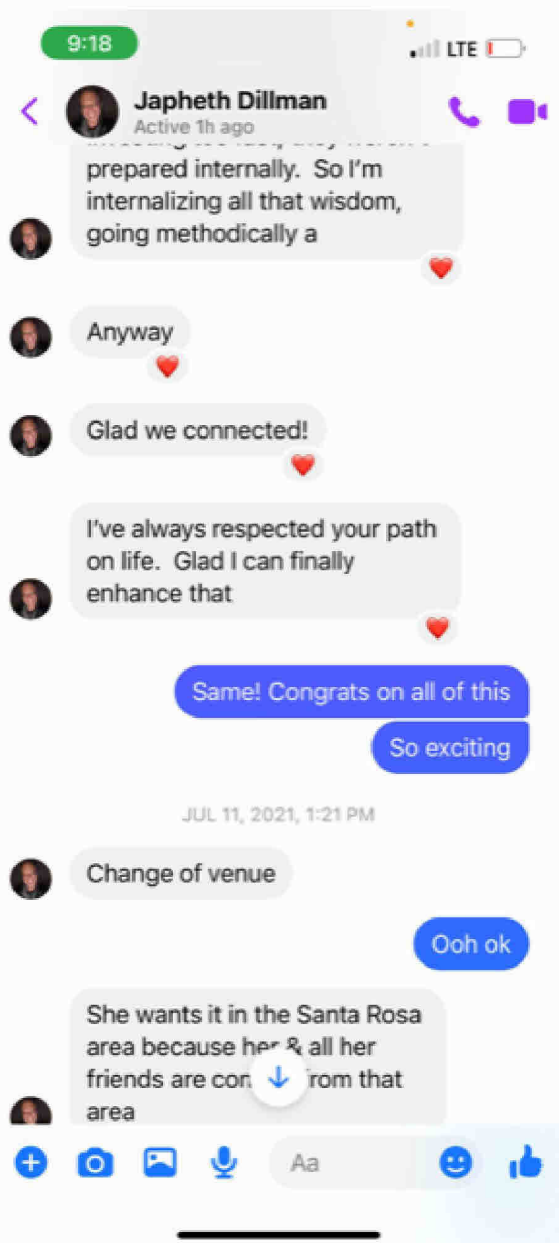 9:18
LTE
Japheth Dillman
Active 1h ago
prepared internally. So I'm
internalizing all that wisdom,
going methodically a
Anyway
Glad we connected!
I've always respected your path
on life. Glad I can finally
enhance that
Same! Congrats on all of this
So exciting
JUL 11, 2021, 1:21 PM
Change of venue
Ooh ok
She wants it in the Santa Rosa
area because her & all her
friends are from that
area
Aa